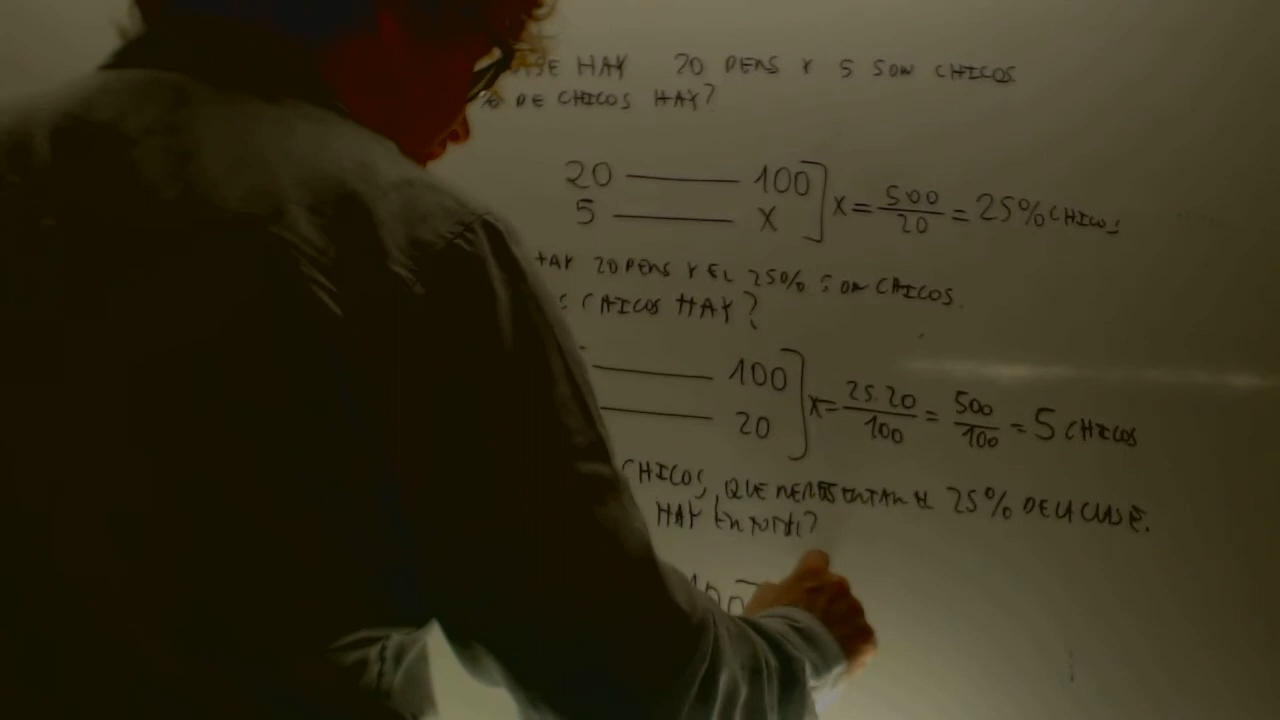 ASE HAY 20 PERS Y 5 SON CHICOS
% DE CHICOS HAY?
20 —— 100
5 —— X
X = 500/20 = 25% CHICOS
HAY 20 PERS Y EL 25% SON CHICOS.
S CHICOS HAY?
—— 100
—— 20
X = 25.20/100 = 500/100 = 5 CHICOS
CHICOS, QUE 25% DE LA CLASE.
HAY EN TOTAL?
100